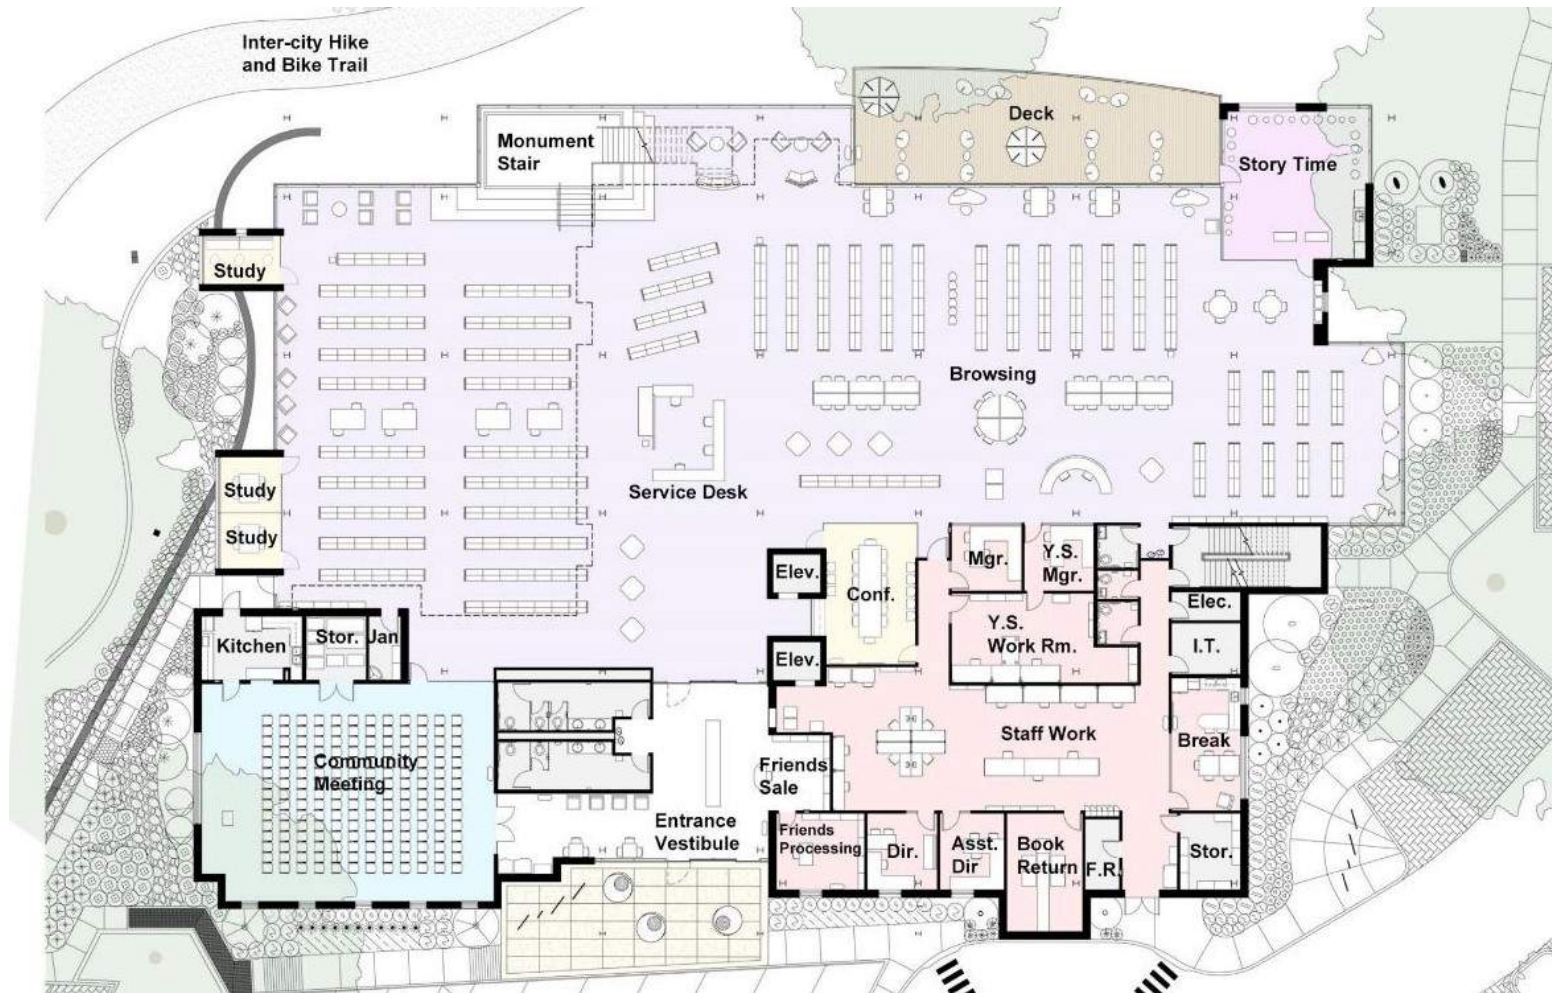 Inter-city Hike
and Bike Trail
Monument
Stair
Deck
Story Time
Study
Browsing
Study
Service Desk
Study
Elev.
Conf.
Mgr.
Y.S.
Mgr.
Elec.
Kitchen
Stor.
Jan
Y.S.
Work Rm.
I.T.
Elev.
Staff Work
Break
Community
Meeting
Friends
Sale
Entrance
Vestibule
Friends
Processing
Dir.
Asst.
Dir
Book
Return
F.R.
Stor.